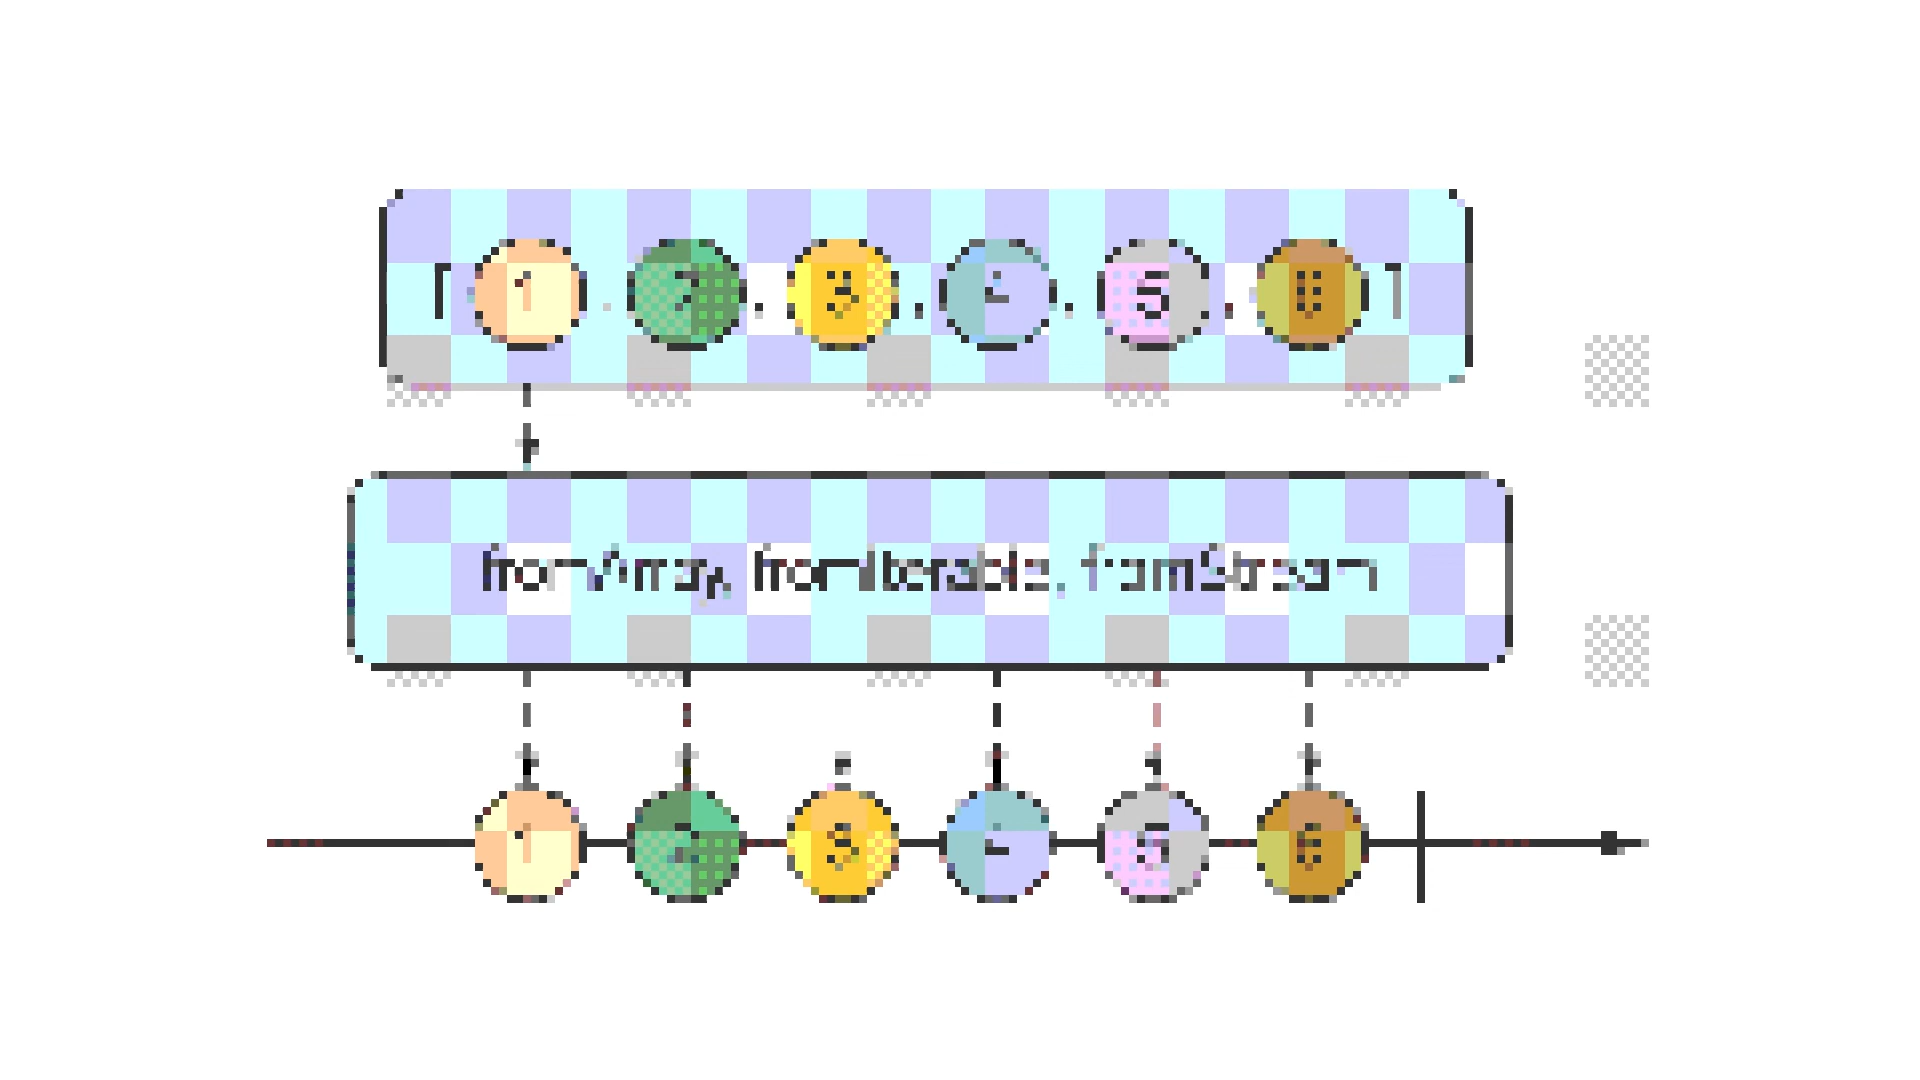 [1, 2, 3, 4, 5, 6]
fromArray, fromIterable, fromStream
1 2 3 4 5 6